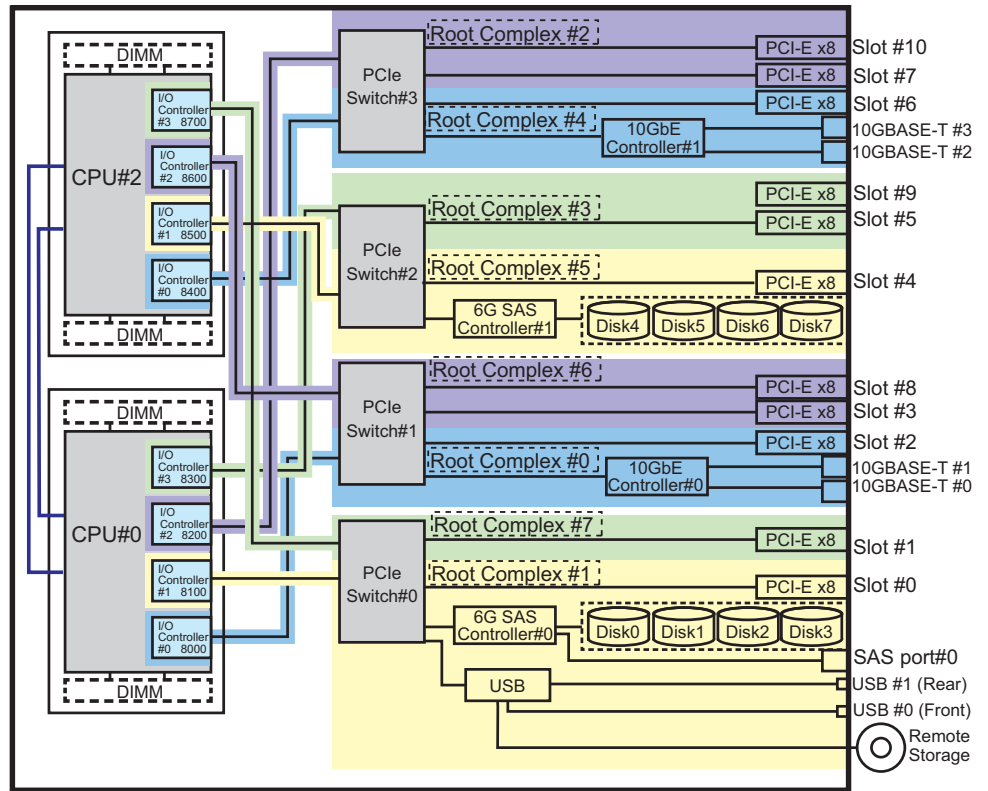 DIMM
CPU#2
I/O
Controller
#3 8700
I/O
Controller
#2 8600
I/O
Controller
#1 8500
I/O
Controller
#0 8400
DIMM
DIMM
CPU#0
I/O
Controller
#3 8300
I/O
Controller
#2 8200
I/O
Controller
#1 8100
I/O
Controller
#0 8000
DIMM
PCIe
Switch#3
Root Complex #2
PCI-E x8 Slot #10
PCI-E x8 Slot #7
PCI-E x8 Slot #6
Root Complex #4
10GbE
Controller#1
10GBASE-T #3
10GBASE-T #2
PCIe
Switch#2
PCI-E x8 Slot #9
Root Complex #3
PCI-E x8 Slot #5
Root Complex #5
PCI-E x8 Slot #4
6G SAS
Controller#1
Disk4 Disk5 Disk6 Disk7
PCIe
Switch#1
Root Complex #6
PCI-E x8 Slot #8
PCI-E x8 Slot #3
PCI-E x8 Slot #2
Root Complex #0
10GbE
Controller#0
10GBASE-T #1
10GBASE-T #0
PCIe
Switch#0
Root Complex #7
PCI-E x8 Slot #1
Root Complex #1
PCI-E x8 Slot #0
6G SAS
Controller#0
Disk0 Disk1 Disk2 Disk3
SAS port#0
USB
USB #1 (Rear)
USB #0 (Front)
Remote
Storage